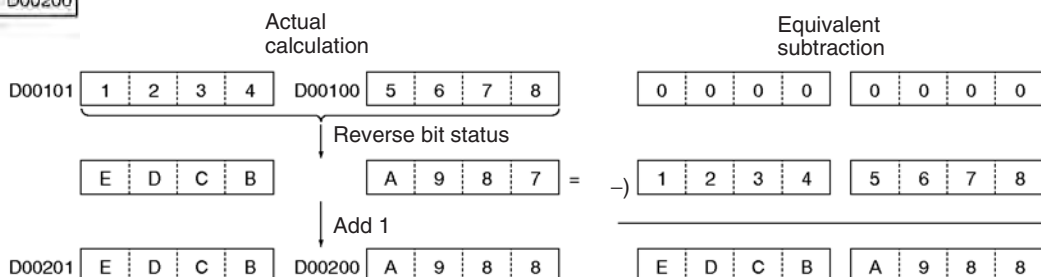 D00200
Actual
calculation
Equivalent
subtraction
D00101 1 2 3 4 D00100 5 6 7 8 0 0 0 0 0 0 0 0
Reverse bit status
E D C B A 9 8 7 = –) 1 2 3 4 5 6 7 8
Add 1
D00201 E D C B D00200 A 9 8 8 E D C B A 9 8 8